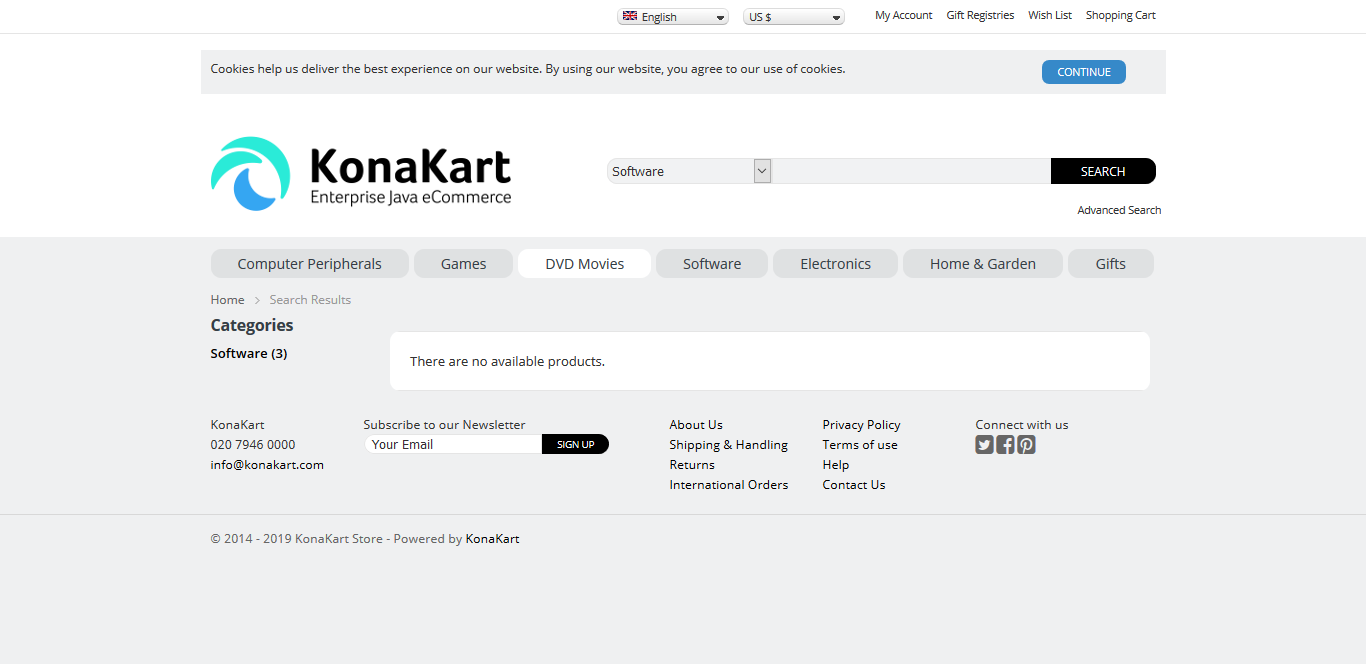 English
US $
My Account
Gift Registries
Wish List
Shopping Cart
Cookies help us deliver the best experience on our website. By using our website, you agree to our use of cookies.
CONTINUE
KonaKart
Enterprise Java eCommerce
Software
SEARCH
Advanced Search
Computer Peripherals
Games
DVD Movies
Software
Electronics
Home & Garden
Gifts
Home > Search Results
Categories
Software (3)
There are no available products.
KonaKart
020 7946 0000
info@konakart.com
Subscribe to our Newsletter
Your Email
SIGN UP
About Us
Shipping & Handling
Returns
International Orders
Privacy Policy
Terms of use
Help
Contact Us
Connect with us
© 2014 - 2019 KonaKart Store - Powered by KonaKart